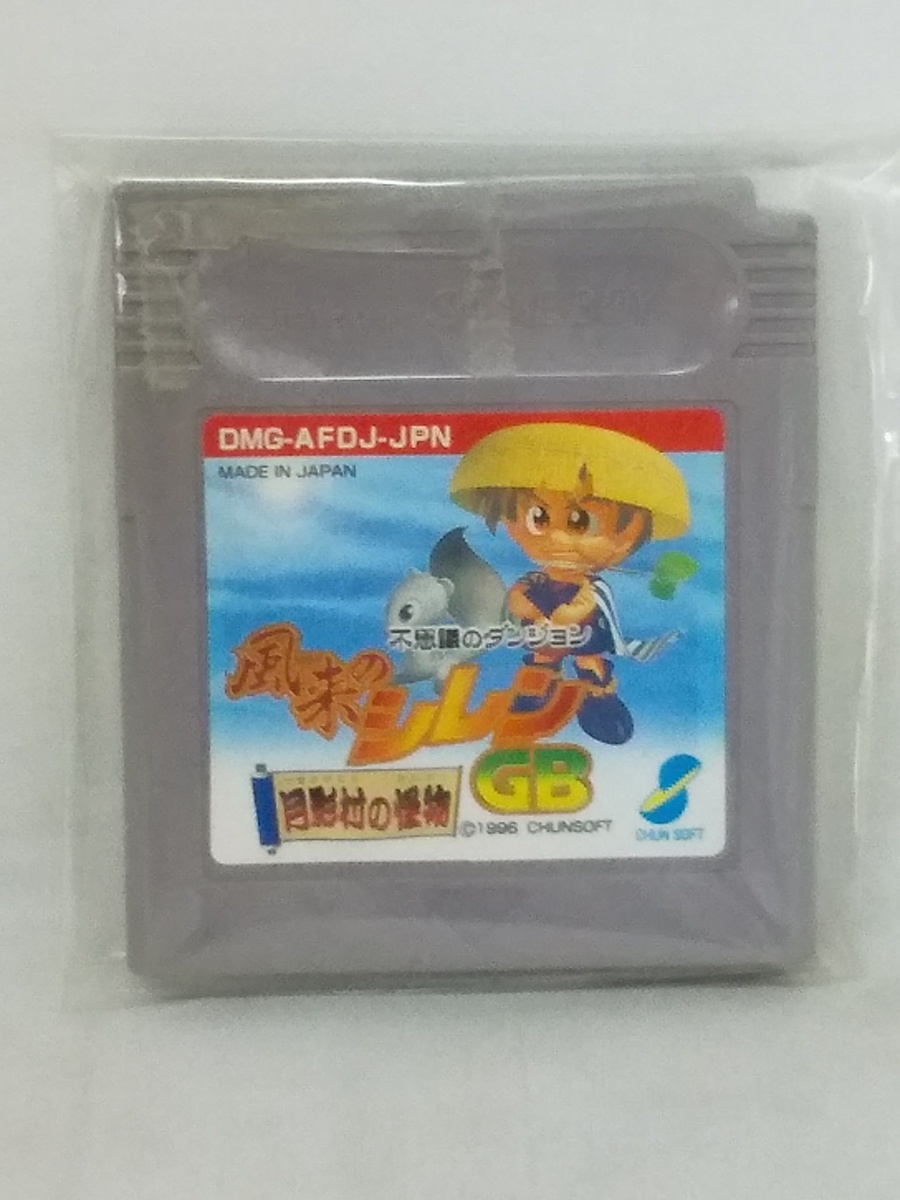 DMG-AFDJ-JPN
MADE IN JAPAN
不思議のダンジョン
風来のシレン
GB
月影村の怪物
©1996 CHUNSOFT
CHUN SOFT